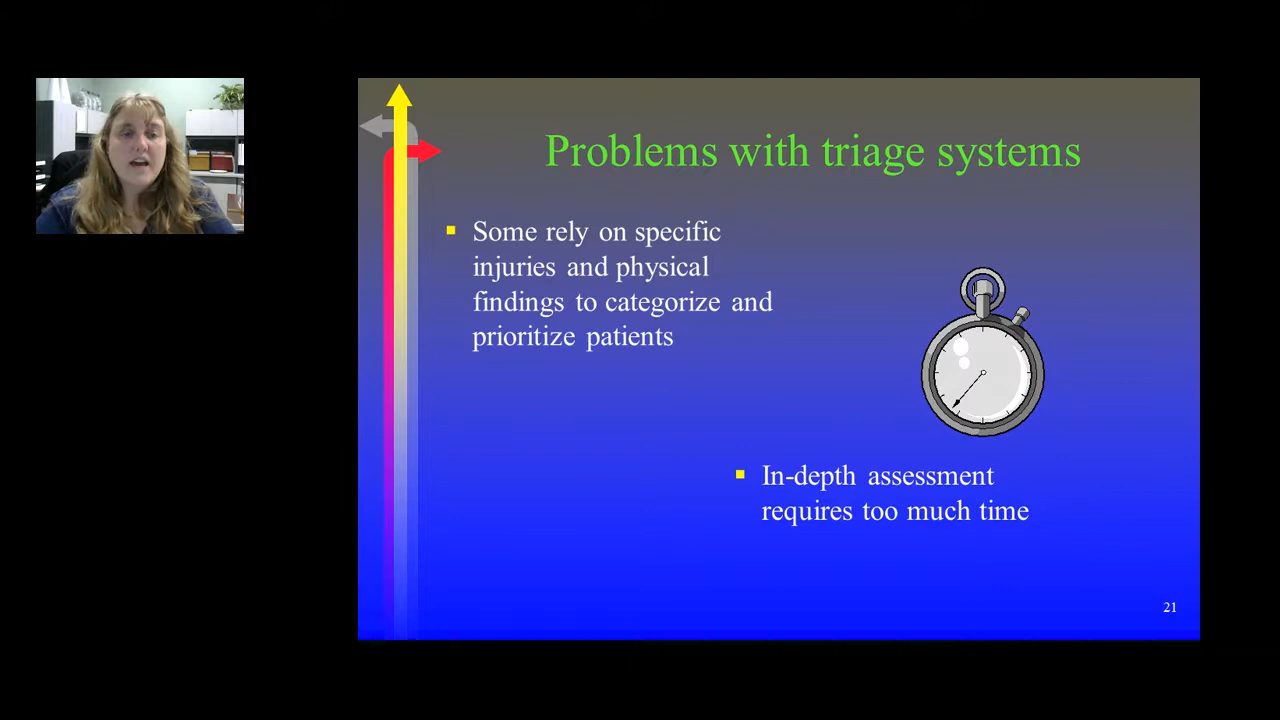 Problems with triage systems
Some rely on specific
injuries and physical
findings to categorize and
prioritize patients
In-depth assessment
requires too much time
21